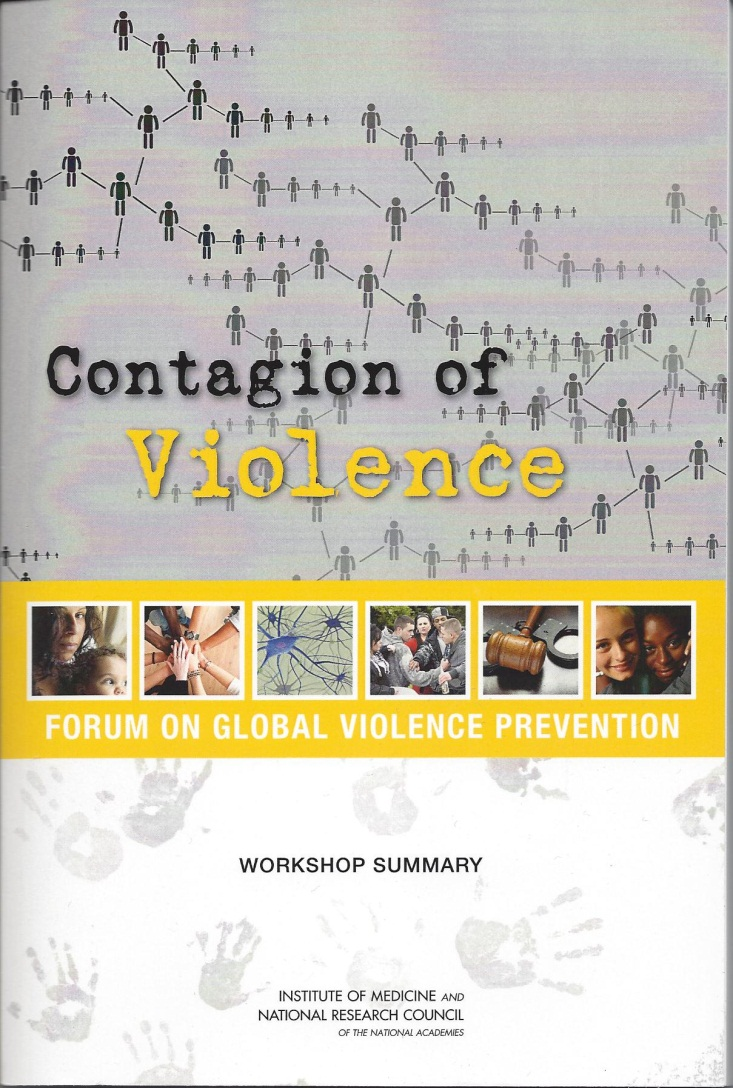 Contagion of
Violence
FORUM ON GLOBAL VIOLENCE PREVENTION
WORKSHOP SUMMARY
INSTITUTE OF MEDICINE AND
NATIONAL RESEARCH COUNCIL
OF THE NATIONAL ACADEMIES